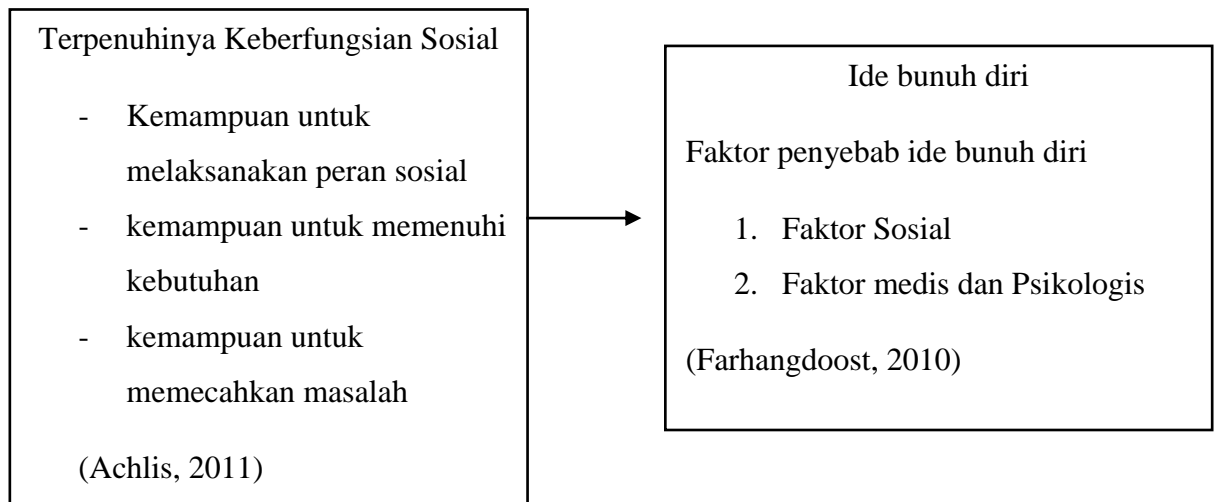 Terpenuhinya Keberfungsian Sosial
- Kemampuan untuk
melaksanakan peran sosial
- kemampuan untuk memenuhi
kebutuhan
- kemampuan untuk
memecahkan masalah
(Achlis, 2011)
Ide bunuh diri
Faktor penyebab ide bunuh diri
1. Faktor Sosial
2. Faktor medis dan Psikologis
(Farhangdoost, 2010)